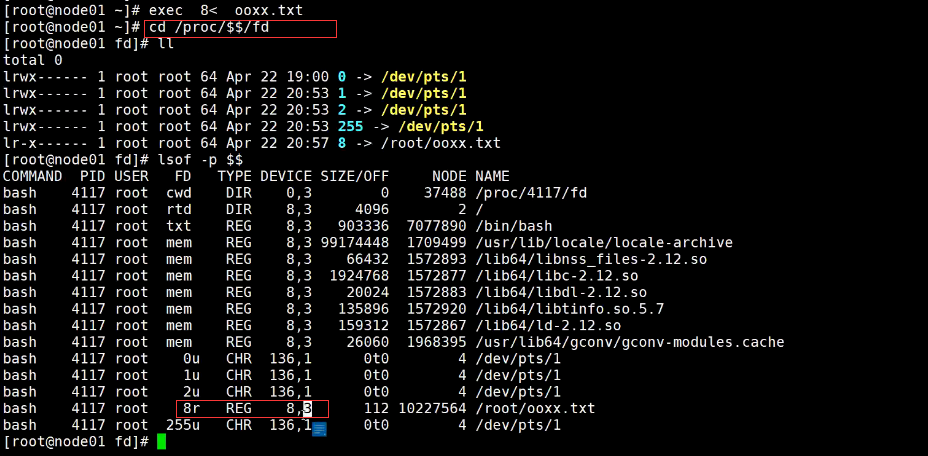 [root@node01 ~]# exec  8<  ooxx.txt
[root@node01 ~]# cd /proc/$$/fd
[root@node01 fd]# ll
total 0
lrwx------ 1 root root 64 Apr 22 19:00 0 -> /dev/pts/1
lrwx------ 1 root root 64 Apr 22 20:53 1 -> /dev/pts/1
lrwx------ 1 root root 64 Apr 22 20:53 2 -> /dev/pts/1
lrwx------ 1 root root 64 Apr 22 20:53 255 -> /dev/pts/1
lr-x------ 1 root root 64 Apr 22 20:57 8 -> /root/ooxx.txt
[root@node01 fd]# lsof -p $$
COMMAND  PID USER   FD   TYPE DEVICE SIZE/OFF     NODE NAME
bash    4117 root  cwd    DIR    0,3        0    37488 /proc/4117/fd
bash    4117 root  rtd    DIR    8,3     4096        2 /
bash    4117 root  txt    REG    8,3   903336  7077890 /bin/bash
bash    4117 root  mem    REG    8,3 99174448  1709499 /usr/lib/locale/locale-archive
bash    4117 root  mem    REG    8,3    66432  1572893 /lib64/libnss_files-2.12.so
bash    4117 root  mem    REG    8,3  1924768  1572877 /lib64/libc-2.12.so
bash    4117 root  mem    REG    8,3    20024  1572883 /lib64/libdl-2.12.so
bash    4117 root  mem    REG    8,3   135896  1572920 /lib64/libtinfo.so.5.7
bash    4117 root  mem    REG    8,3   159312  1572867 /lib64/ld-2.12.so
bash    4117 root  mem    REG    8,3    26060  1968395 /usr/lib64/gconv/gconv-modules.cache
bash    4117 root    0u   CHR  136,1      0t0        4 /dev/pts/1
bash    4117 root    1u   CHR  136,1      0t0        4 /dev/pts/1
bash    4117 root    2u   CHR  136,1      0t0        4 /dev/pts/1
bash    4117 root    8r   REG    8,3      112 10227564 /root/ooxx.txt
bash    4117 root  255u   CHR  136,1      0t0        4 /dev/pts/1
[root@node01 fd]#